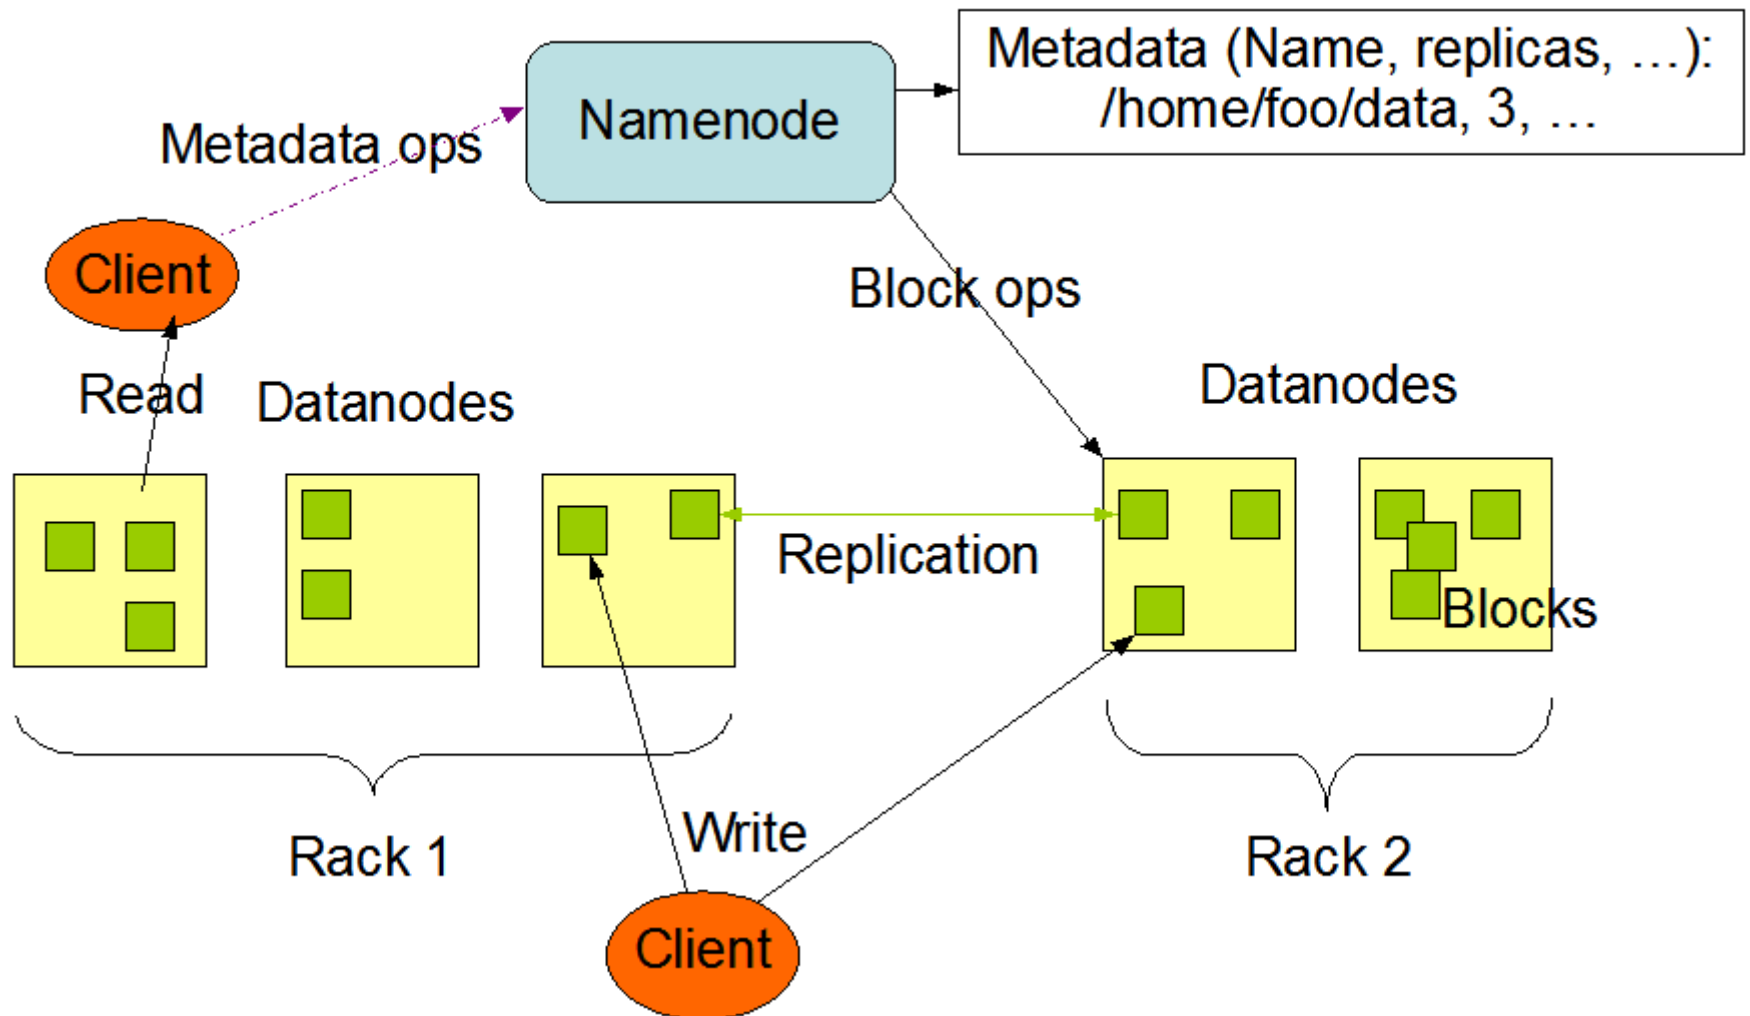 Metadata (Name, replicas, …):
/home/foo/data, 3, …
Namenode
Metadata ops
Client
Block ops
Read
Datanodes
Datanodes
Replication
Blocks
Rack 1
Write
Rack 2
Client